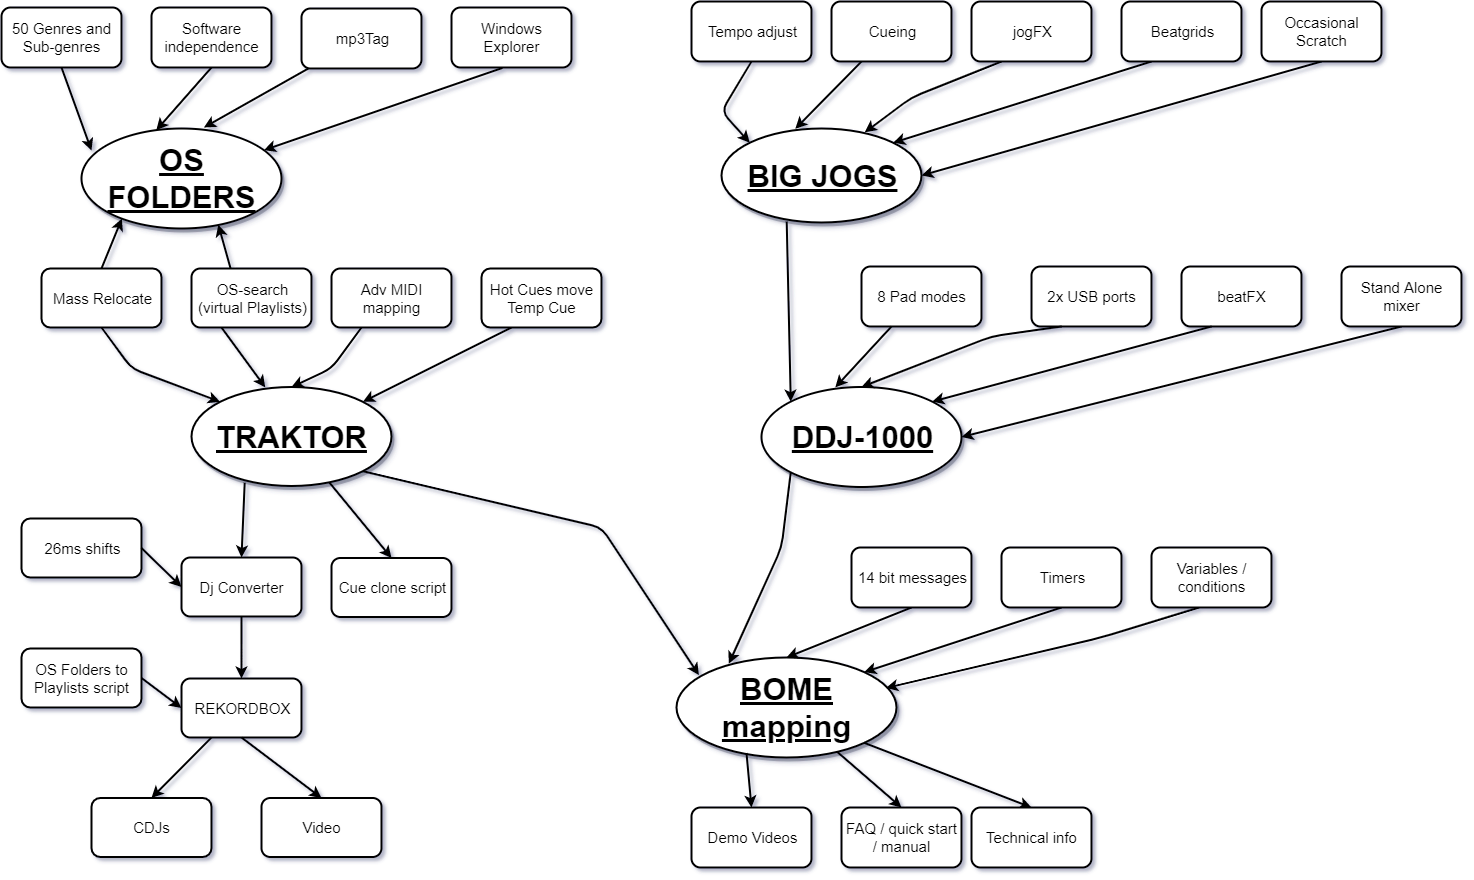 50 Genres and
Sub-genres
Software
independence
mp3Tag
Windows
Explorer
Tempo adjust
Cueing
jogFX
Beatgrids
Occasional
Scratch
OS
FOLDERS
BIG JOGS
Mass Relocate
OS-search
(virtual Playlists)
Adv MIDI
mapping
Hot Cues move
Temp Cue
8 Pad modes
2x USB ports
beatFX
Stand Alone
mixer
TRAKTOR
DDJ-1000
26ms shifts
Dj Converter
Cue clone script
14 bit messages
Timers
Variables /
conditions
OS Folders to
Playlists script
REKORDBOX
BOME
mapping
CDJs
Video
Demo Videos
FAQ / quick start
/ manual
Technical info